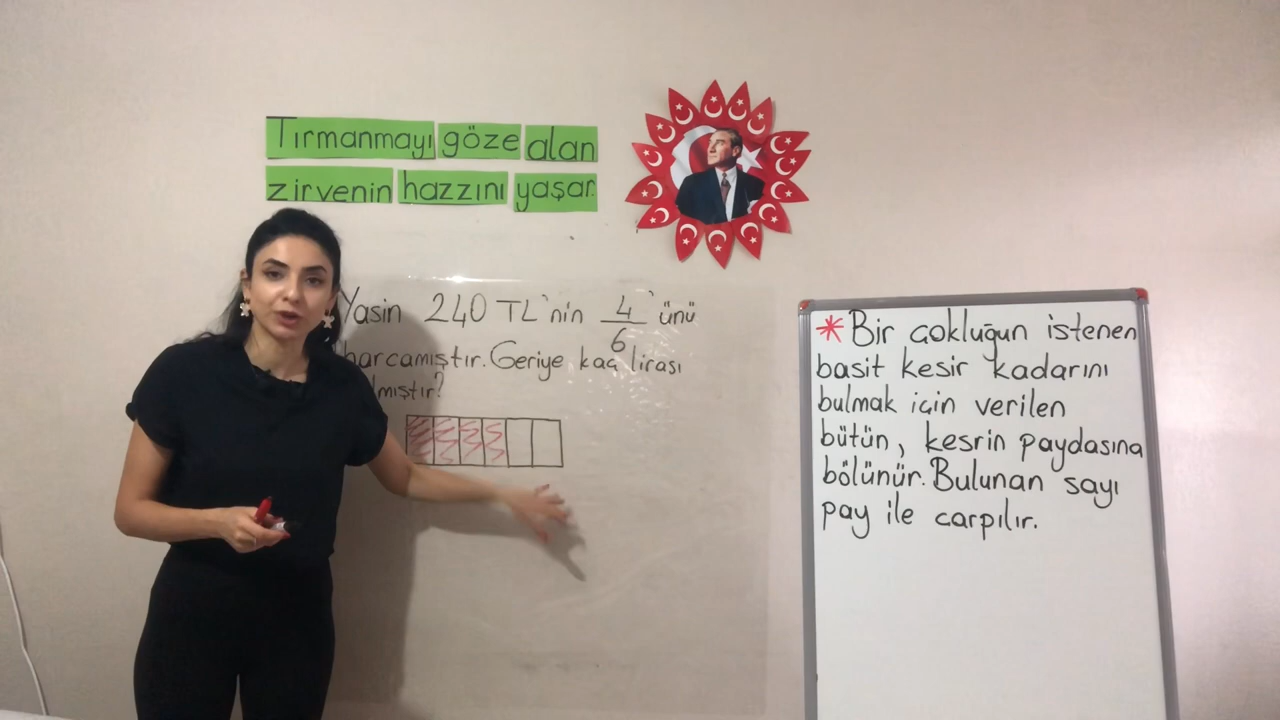 Tırmanmayı göze alan
zirvenin hazzını yaşar.
Yasin 240 TL'nin 4/6 'ünü
harcamıştır. Geriye kaç lirası
mıştır?
* Bir çokluğun istenen
basit kesir kadarını
bulmak için verilen
bütün, kesrin paydasına
bölünür. Bulunan sayı
pay ile çarpılır.